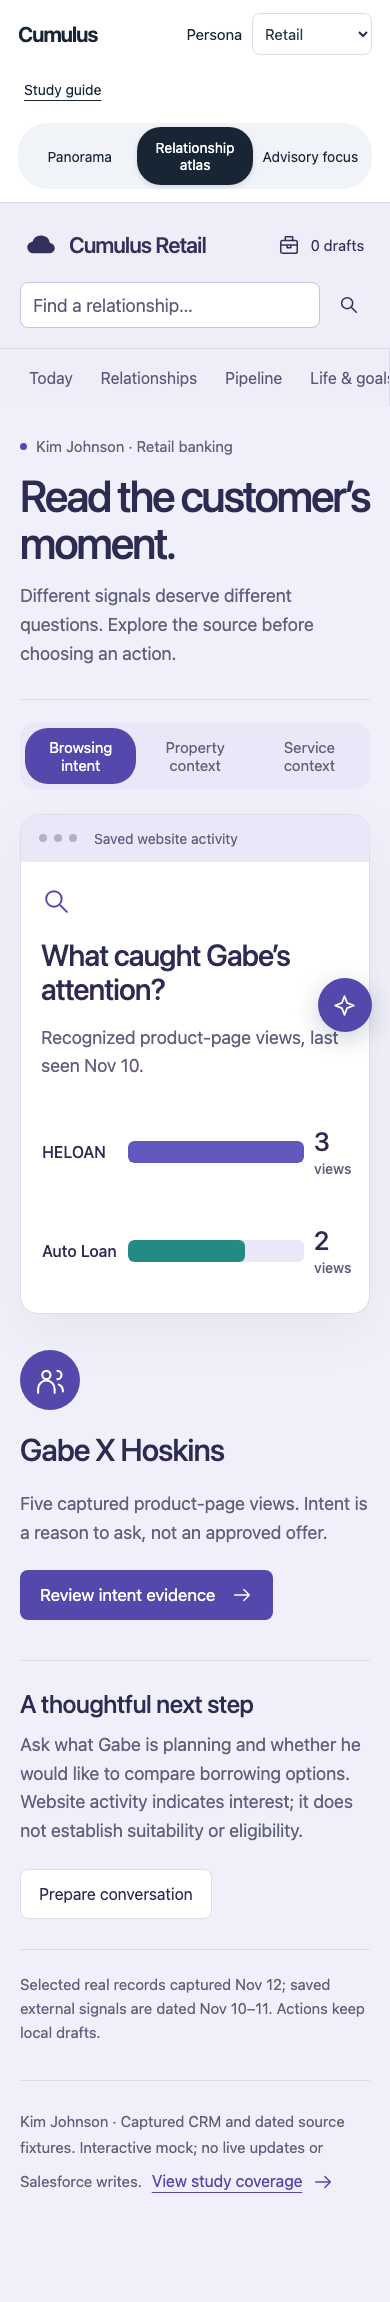 Cumulus
Persona
Retail
Study guide
Panorama
Relationship
atlas
Advisory focus
Cumulus Retail
0 drafts
Find a relationship...
Today
Relationships
Pipeline
Life & goals
Kim Johnson · Retail banking
Read the customer’s
moment.
Different signals deserve different
questions. Explore the source before
choosing an action.
Browsing
intent
Property
context
Service
context
Saved website activity
What caught Gabe’s
attention?
Recognized product-page views, last
seen Nov 10.
HELOAN
3
views
Auto Loan
2
views
Gabe X Hoskins
Five captured product-page views. Intent is
a reason to ask, not an approved offer.
Review intent evidence
A thoughtful next step
Ask what Gabe is planning and whether he
would like to compare borrowing options.
Website activity indicates interest; it does
not establish suitability or eligibility.
Prepare conversation
Selected real records captured Nov 12; saved
external signals are dated Nov 10–11. Actions keep
local drafts.
Kim Johnson · Captured CRM and dated source
fixtures. Interactive mock; no live updates or
Salesforce writes. View study coverage